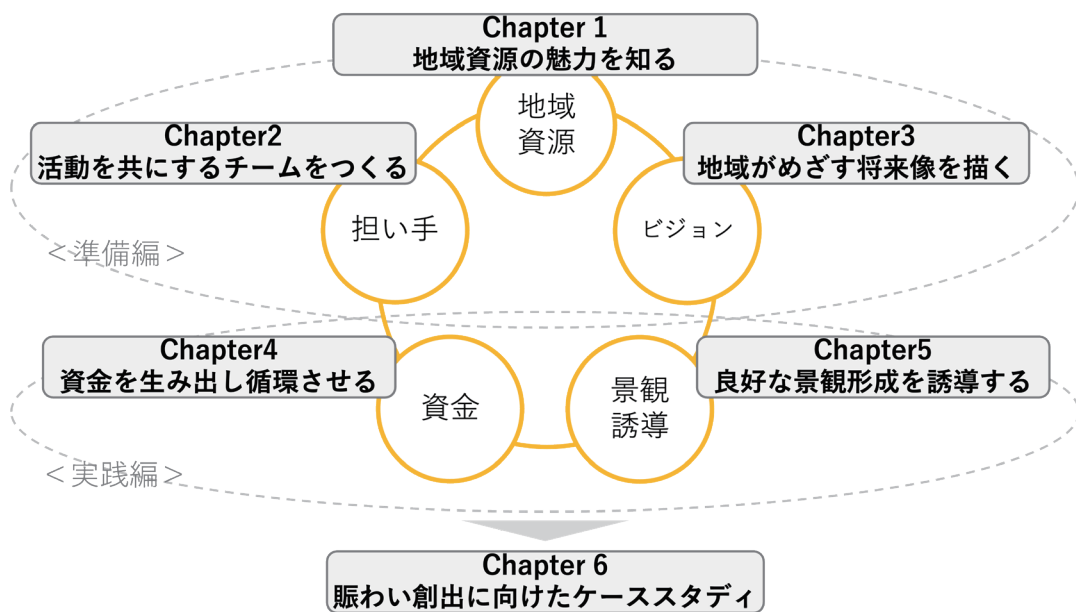 Chapter 1
地域資源の魅力を知る
地域
資源
Chapter2
活動を共にするチームをつくる
担い手
Chapter3
地域がめざす将来像を描く
ビジョン
＜準備編＞
Chapter4
資金を生み出し循環させる
資金
Chapter5
良好な景観形成を誘導する
景観
誘導
＜実践編＞
Chapter 6
賑わい創出に向けたケーススタディ